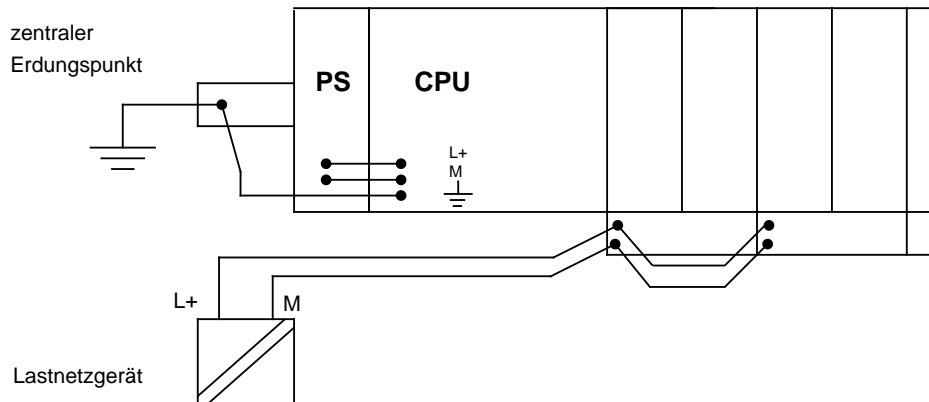 zentraler
Erdungspunkt
PS
CPU
L+
M
L+
M
Lastnetzgerät